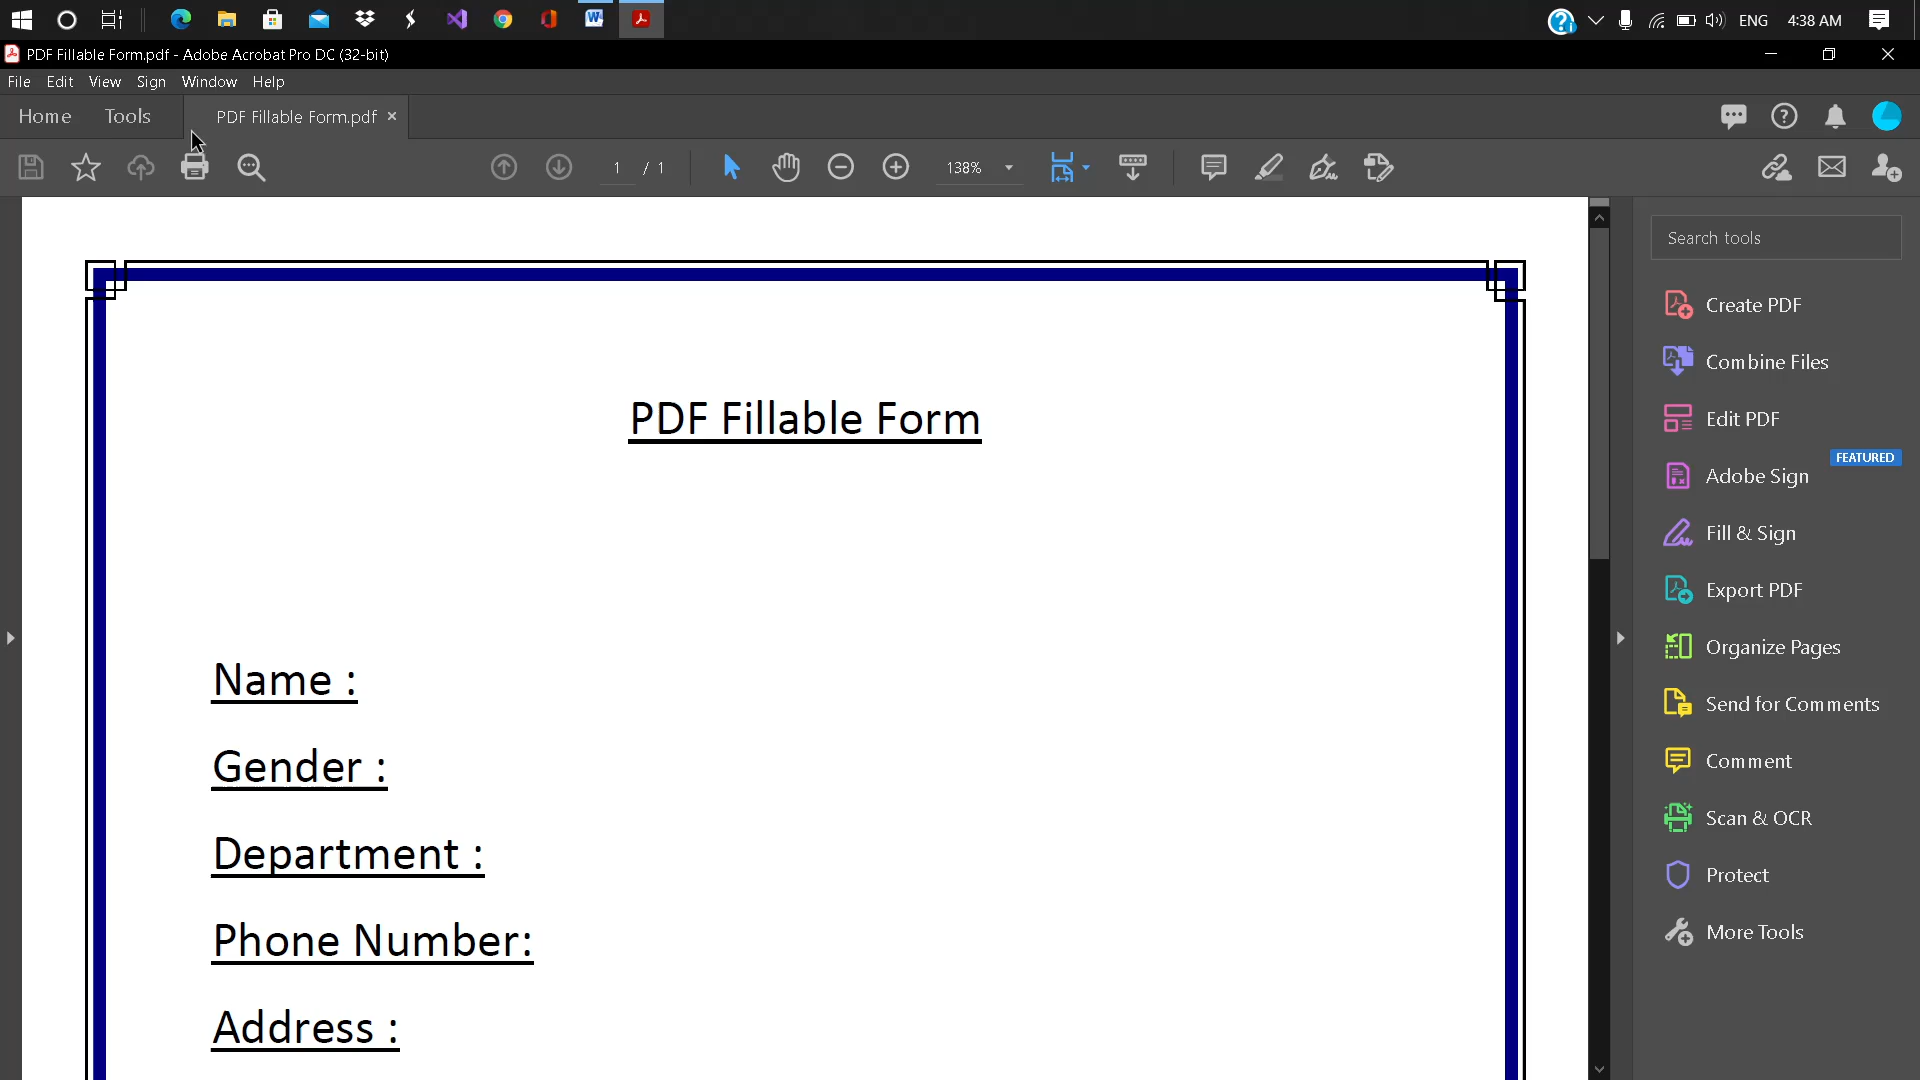 ENG 4:38 AM
PDF Fillable Form.pdf - Adobe Acrobat Pro DC (32-bit)
File Edit View Sign Window Help
Home Tools PDF Fillable Form.pdf
1 / 1 138%
Search tools
Create PDF
Combine Files
Edit PDF
FEATURED
Adobe Sign
Fill & Sign
Export PDF
Organize Pages
Send for Comments
Comment
Scan & OCR
Protect
More Tools
PDF Fillable Form
Name :
Gender :
Department :
Phone Number:
Address :